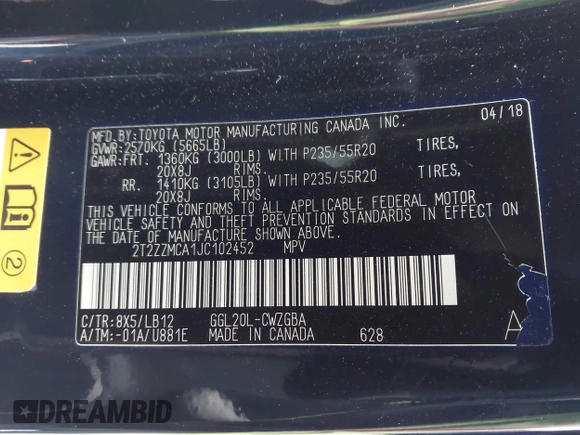 MFD.BY:TOYOTA MOTOR MANUFACTURING CANADA INC. 04/18
GVWR:2570KG (5665LB)
GAWR:FRT. 1360KG (3000LB) WITH P235/55R20 TIRES,
20X8J RIMS.
RR. 1410KG (3105LB) WITH P235/55R20 TIRES,
20X8J RIMS.
THIS VEHICLE CONFORMS TO ALL APPLICABLE FEDERAL MOTOR
VEHICLE SAFETY AND THEFT PREVENTION STANDARDS IN EFFECT ON
THE DATE OF MANUFACTURE SHOWN ABOVE.
2T2ZZMCA1JC102452 MPV
C/TR:8X5/LB12 GGL20L-CWZGBA
A/TM:-01A/U881E MADE IN CANADA 628 A
2
DREAMBID